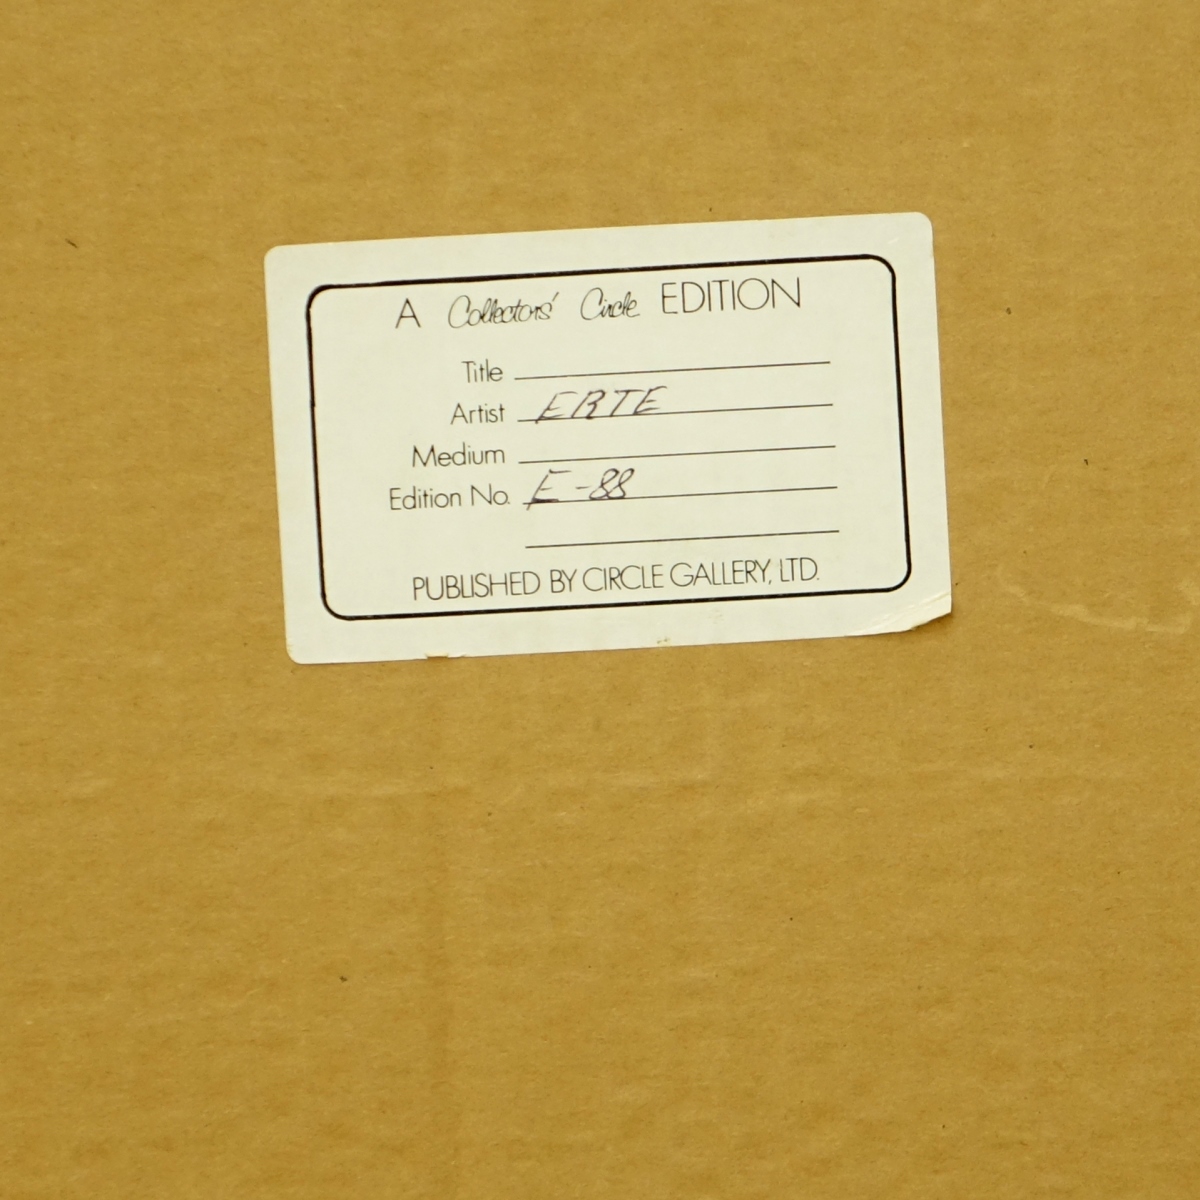 A Collectors' Circle EDITION
Title
Artist ERTE
Medium
Edition No. E-88
PUBLISHED BY CIRCLE GALLERY, LTD.